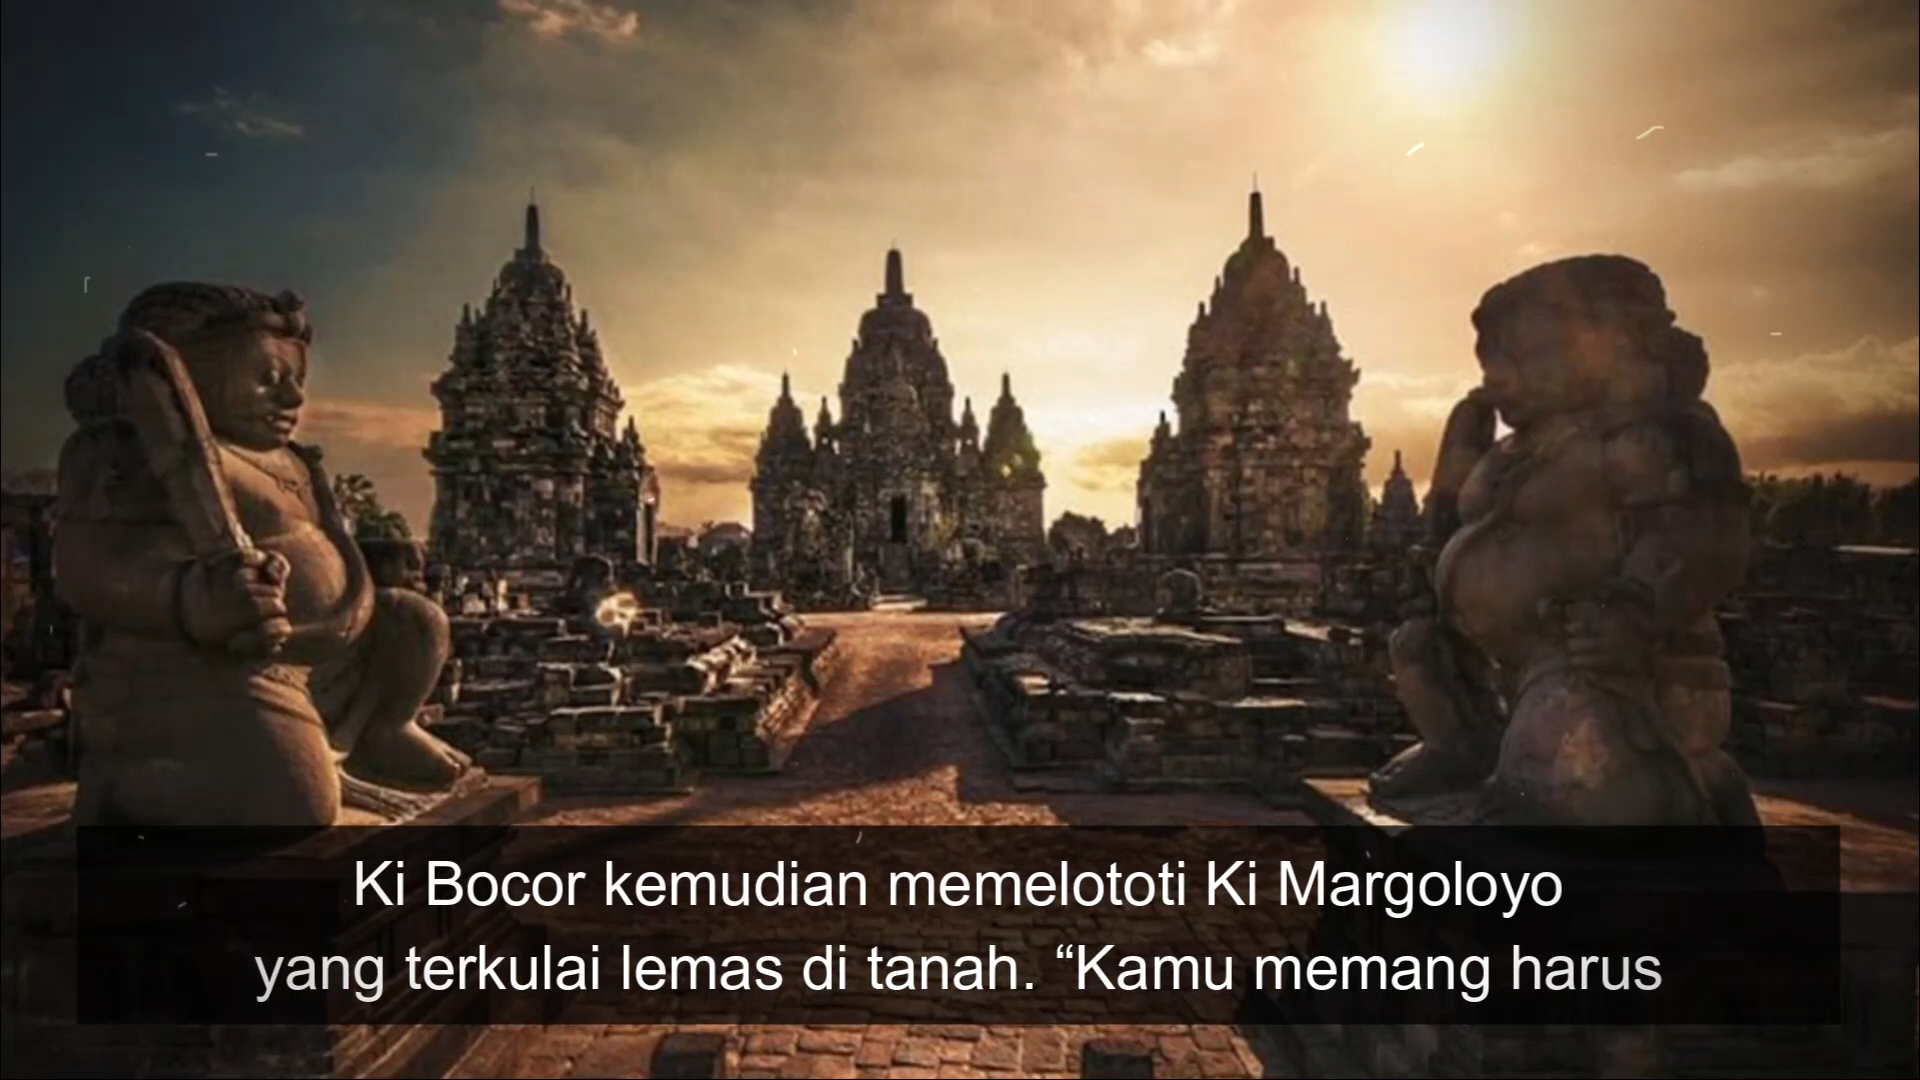 Ki Bocor kemudian memelototi Ki Margoloyo
yang terkulai lemas di tanah. “Kamu memang harus